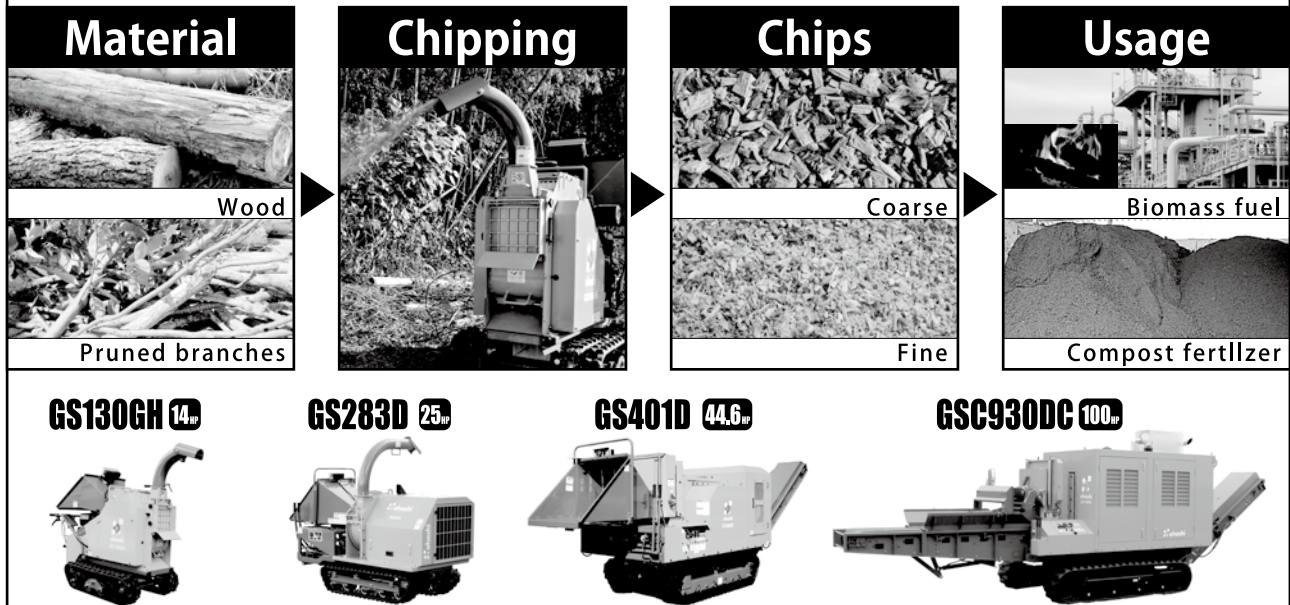 Material
Chipping
Chips
Usage
Wood
Coarse
Biomass fuel
Pruned branches
Fine
Compost fertIlzer
GS130GH 14HP
GS283D 25HP
GS401D 44.6HP
GSC930DC 100HP